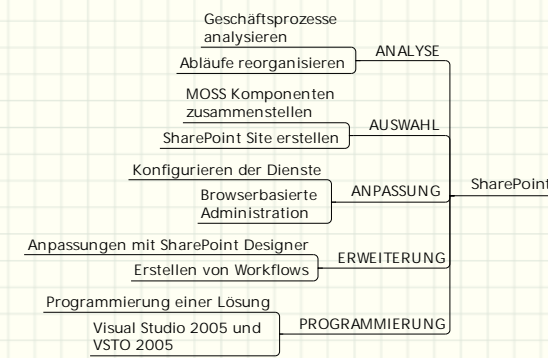 Geschäftsprozesse
analysieren
Abläufe reorganisieren
ANALYSE
MOSS Komponenten
zusammenstellen
SharePoint Site erstellen
AUSWAHL
Konfigurieren der Dienste
Browserbasierte
Administration
ANPASSUNG
SharePoint
Anpassungen mit SharePoint Designer
Erstellen von Workflows
ERWEITERUNG
Programmierung einer Lösung
Visual Studio 2005 und
VSTO 2005
PROGRAMMIERUNG